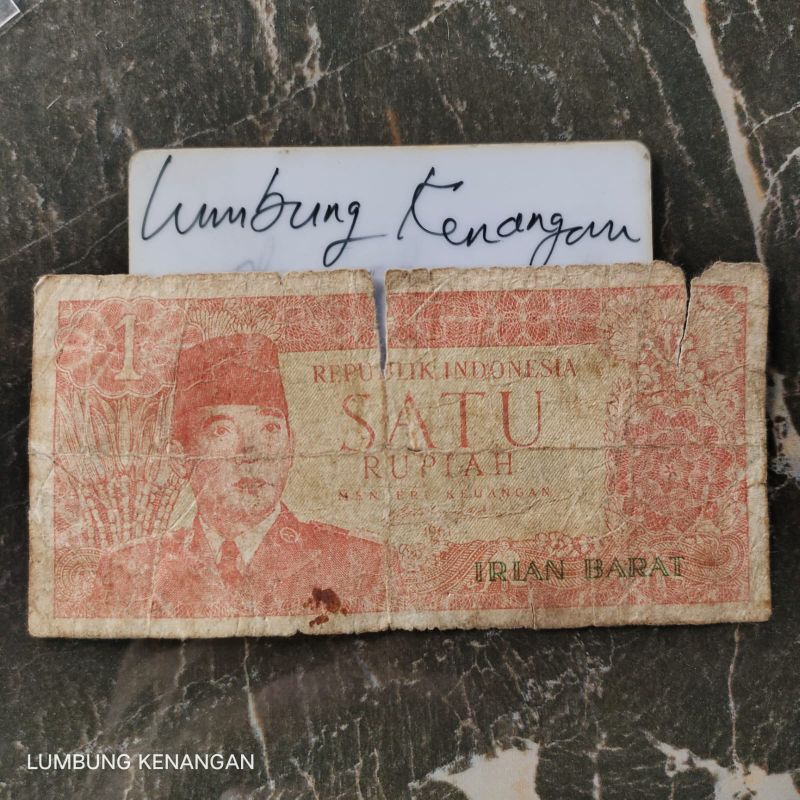 Lumbung Kenangan
1
REPUBLIK INDONESIA
SATU
RUPIAH
MENTERI KEUANGAN
IRIAN BARAT
LUMBUNG KENANGAN